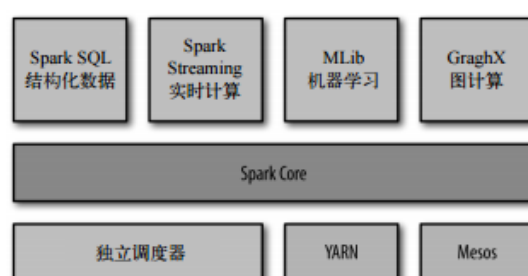 Spark SQL
结构化数据
Spark
Streaming
实时计算
MLib
机器学习
GraghX
图计算
Spark Core
独立调度器
YARN
Mesos